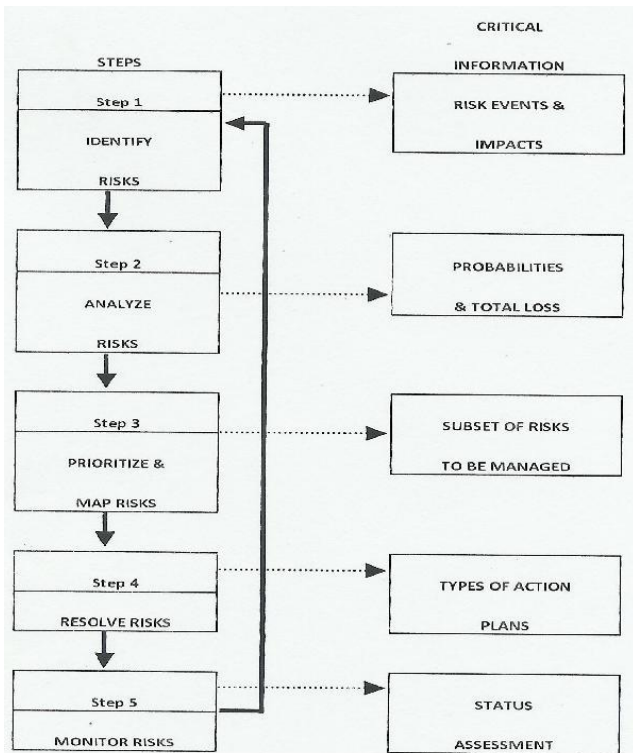 CRITICAL
INFORMATION
STEPS
Step 1
IDENTIFY
RISKS
RISK EVENTS &
IMPACTS
Step 2
ANALYZE
RISKS
PROBABILITIES
& TOTAL LOSS
Step 3
PRIORITIZE &
MAP RISKS
SUBSET OF RISKS
TO BE MANAGED
Step 4
RESOLVE RISKS
TYPES OF ACTION
PLANS
Step 5
MONITOR RISKS
STATUS
ASSESSMENT